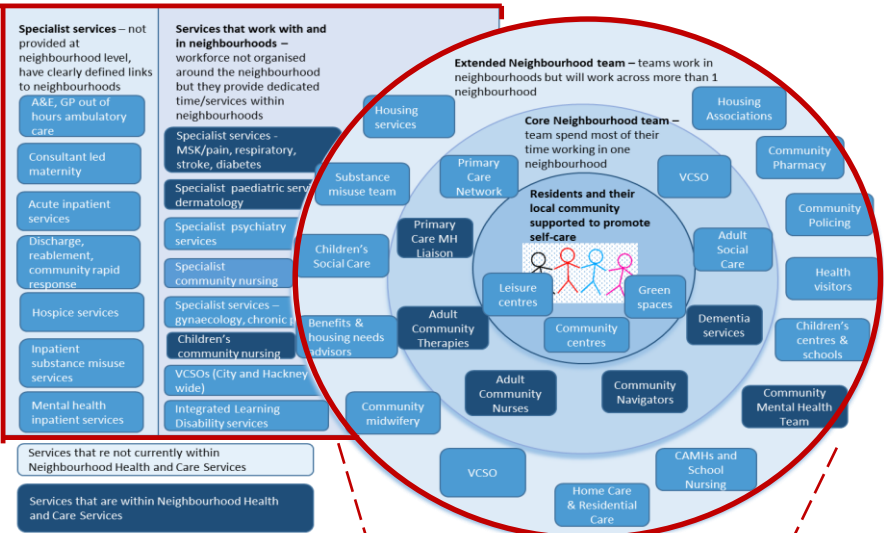 Specialist services – not
provided at
neighbourhood level,
have clearly defined links
to neighbourhoods
A&E, GP out of
hours ambulatory
care
Consultant led
maternity
Acute inpatient
services
Discharge,
reablement,
community rapid
response
Hospice services
Inpatient
substance misuse
services
Mental health
inpatient services
Services that work with and
in neighbourhoods –
workforce not organised
around the neighbourhood
but they provide dedicated
time/services within
neighbourhoods
Specialist services -
MSK/pain, respiratory,
stroke, diabetes
Specialist paediatric serv
dermatology
Specialist psychiatry
services
Specialist
community nursing
Specialist services –
gynaecology, chronic
Children's
community nursing
VCSOs (City and Hackney
wide)
Integrated Learning
Disability services
Extended Neighbourhood team – teams work in
neighbourhoods but will work across more than 1
neighbourhood
Housing
services
Housing
Associations
Core Neighbourhood team –
team spend most of their
time working in one
neighbourhood
Community
Pharmacy
Substance
misuse team
Primary
Care
Network
VCSO
Residents and their
local community
supported to promote
self-care
Community
Policing
Primary
Care MH
Liaison
Children's
Social Care
Adult
Social
Care
Health
visitors
Leisure
centres
Green
spaces
Community
centres
Benefits &
housing needs
advisors
Adult
Community
Therapies
Dementia
services
Children's
centres &
schools
Adult
Community
Nurses
Community
Navigators
Community
Mental Health
Team
Community
midwifery
VCSO
CAMHs and
School
Nursing
Home Care
& Residential
Care
Services that re not currently within
Neighbourhood Health and Care Services
Services that are within Neighbourhood Health
and Care Services